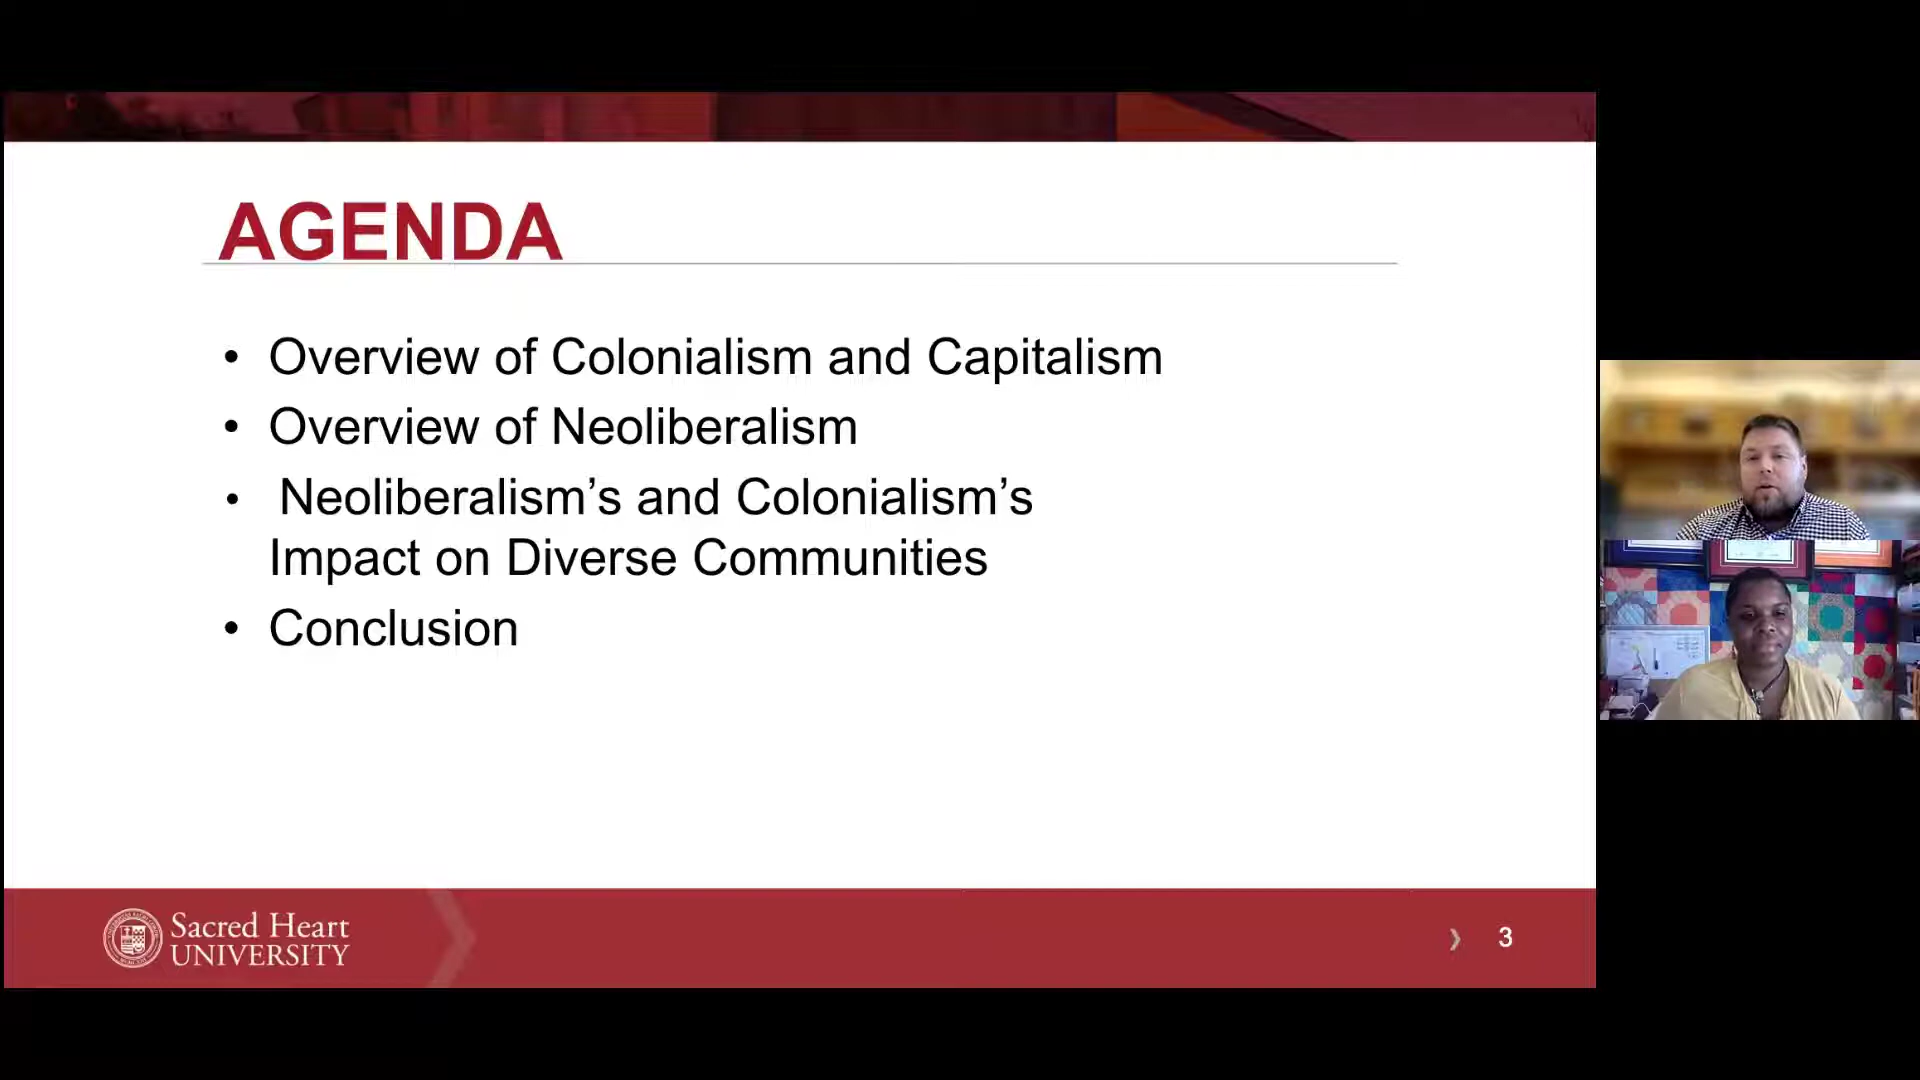 AGENDA
• Overview of Colonialism and Capitalism
• Overview of Neoliberalism
• Neoliberalism’s and Colonialism’s
Impact on Diverse Communities
• Conclusion
Sacred Heart
UNIVERSITY
3